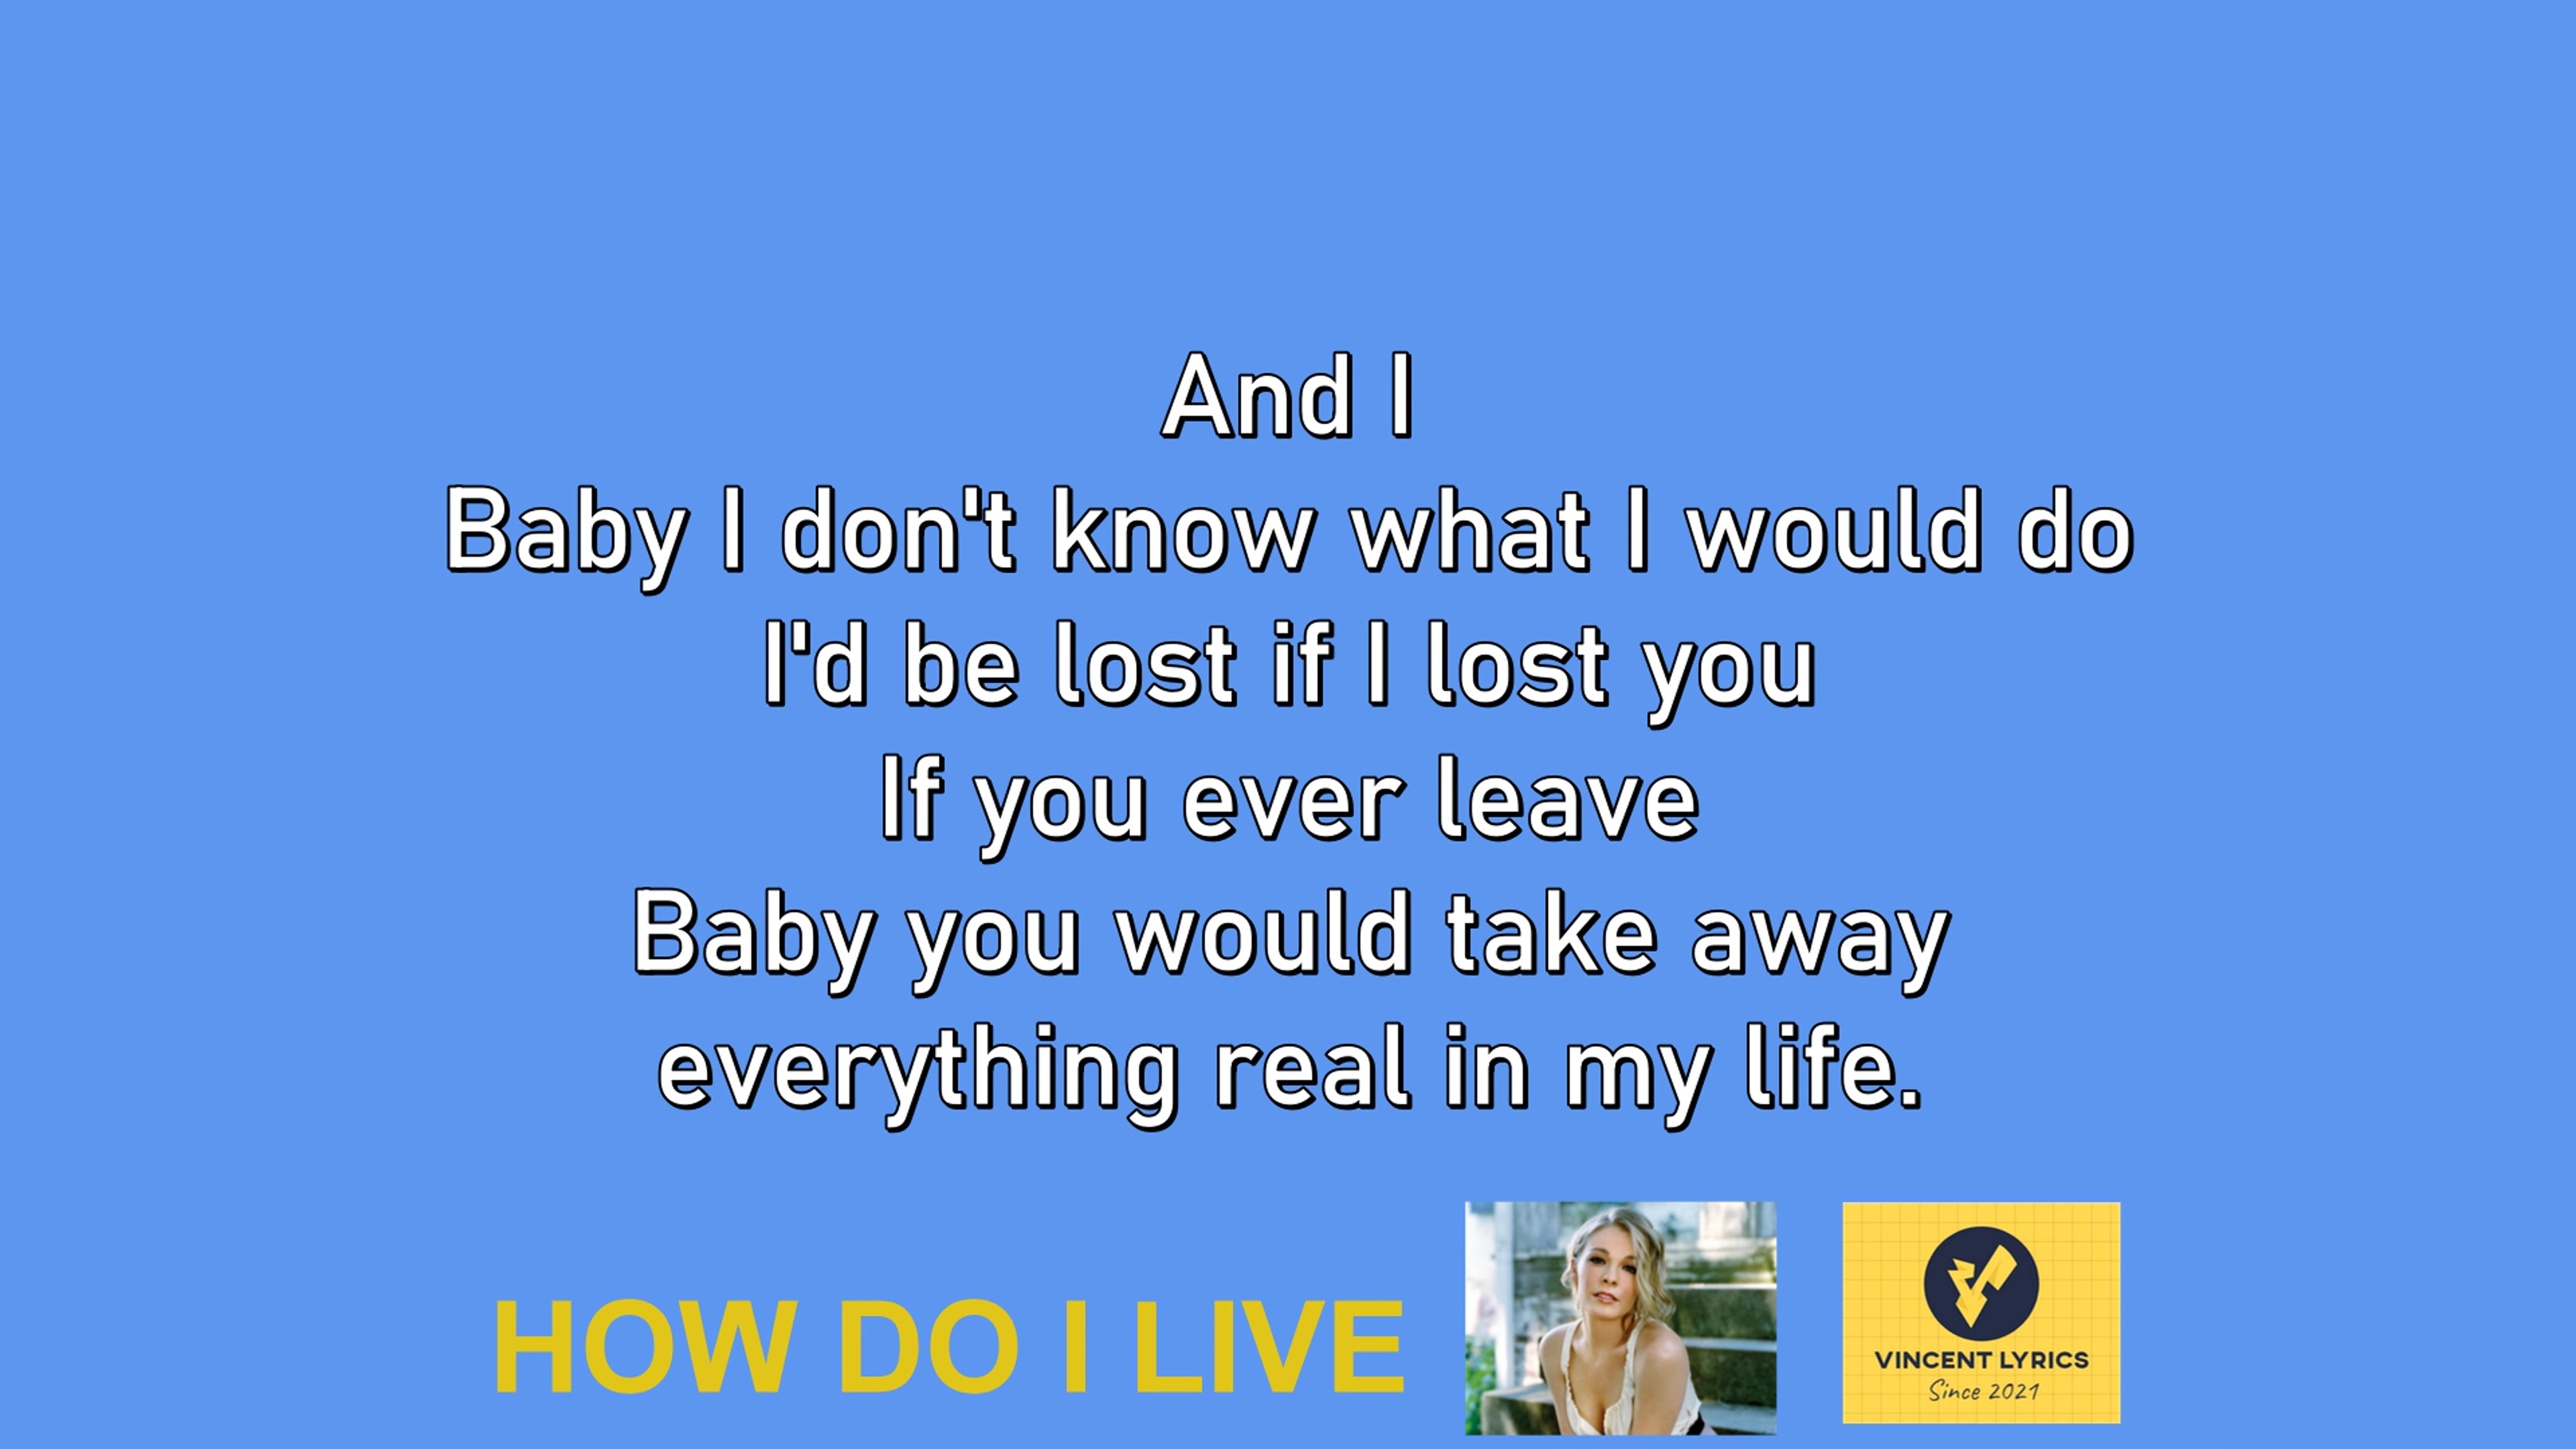 And I
Baby I don't know what I would do
I'd be lost if I lost you
If you ever leave
Baby you would take away
everything real in my life.
HOW DO I LIVE
VINCENT LYRICS
Since 2021